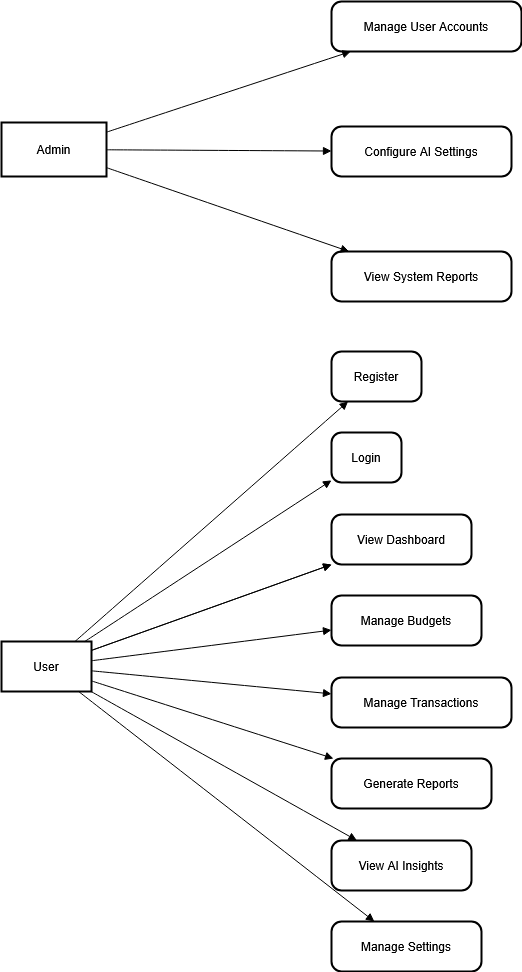 Manage User Accounts
Admin
Configure AI Settings
View System Reports
Register
Login
View Dashboard
Manage Budgets
User
Manage Transactions
Generate Reports
View AI Insights
Manage Settings